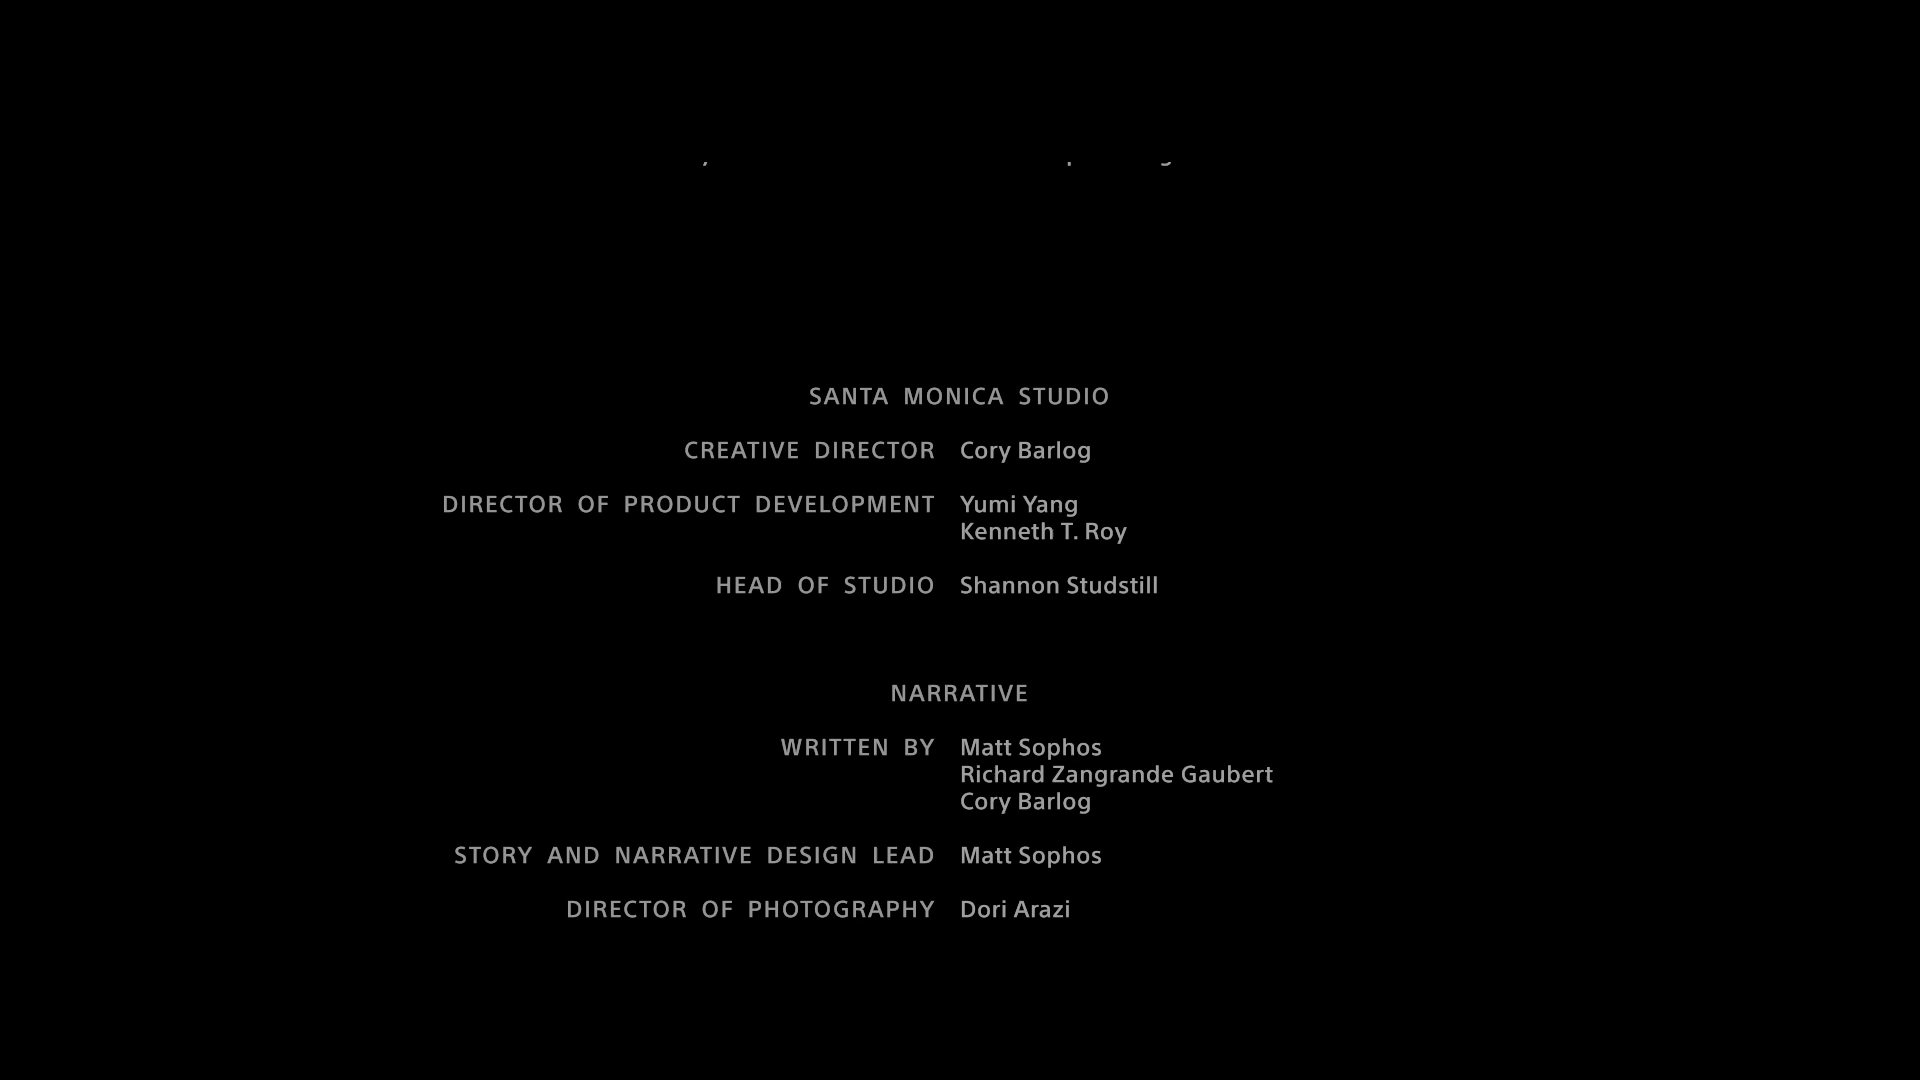 SANTA MONICA STUDIO
CREATIVE DIRECTOR Cory Barlog
DIRECTOR OF PRODUCT DEVELOPMENT Yumi Yang
Kenneth T. Roy
HEAD OF STUDIO Shannon Studstill
NARRATIVE
WRITTEN BY Matt Sophos
Richard Zangrande Gaubert
Cory Barlog
STORY AND NARRATIVE DESIGN LEAD Matt Sophos
DIRECTOR OF PHOTOGRAPHY Dori Arazi